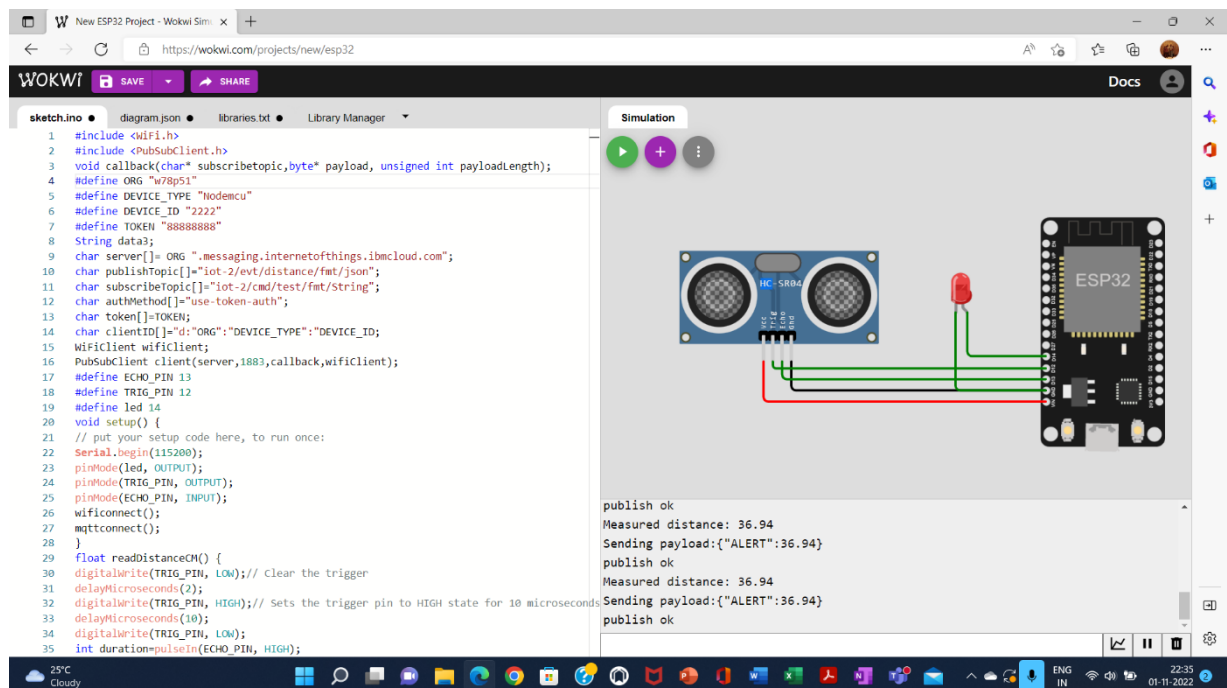 New ESP32 Project - Wokwi Sim
https://wokwi.com/projects/new/esp32
WOKWI SAVE SHARE Docs
sketch.ino diagram.json libraries.txt Library Manager
1 #include <WiFi.h>
2 #include <PubSubClient.h>
3 void callback(char* subscribetopic,byte* payload, unsigned int payloadLength);
4 #define ORG "w78p51"
5 #define DEVICE_TYPE "Nodemcu"
6 #define DEVICE_ID "2222"
7 #define TOKEN "88888888"
8 String data3;
9 char server[]= ORG ".messaging.internetofthings.ibmcloud.com";
10 char publishTopic[]="iot-2/evt/distance/fmt/json";
11 char subscribeTopic[]="iot-2/cmd/test/fmt/String";
12 char authMethod[]="use-token-auth";
13 char token[]=TOKEN;
14 char clientID[]="d:"ORG":"DEVICE_TYPE":"DEVICE_ID;
15 WiFiClient wifiClient;
16 PubSubClient client(server,1883,callback,wifiClient);
17 #define ECHO_PIN 13
18 #define TRIG_PIN 12
19 #define led 14
20 void setup() {
21 // put your setup code here, to run once:
22 Serial.begin(115200);
23 pinMode(led, OUTPUT);
24 pinMode(TRIG_PIN, OUTPUT);
25 pinMode(ECHO_PIN, INPUT);
26 wificonnect();
27 mqttconnect();
28 }
29 float readDistanceCM() {
30 digitalWrite(TRIG_PIN, LOW);// Clear the trigger
31 delayMicroseconds(2);
32 digitalWrite(TRIG_PIN, HIGH);// Sets the trigger pin to HIGH state for 10 microseconds
33 delayMicroseconds(10);
34 digitalWrite(TRIG_PIN, LOW);
35 int duration=pulseIn(ECHO_PIN, HIGH);
Simulation
HC-SR04
Vcc
Trig
Echo
Gnd
ESP32
publish ok
Measured distance: 36.94
Sending payload:{"ALERT":36.94}
publish ok
Measured distance: 36.94
Sending payload:{"ALERT":36.94}
publish ok
25°C
Cloudy
ENG
IN
22:35
01-11-2022
2